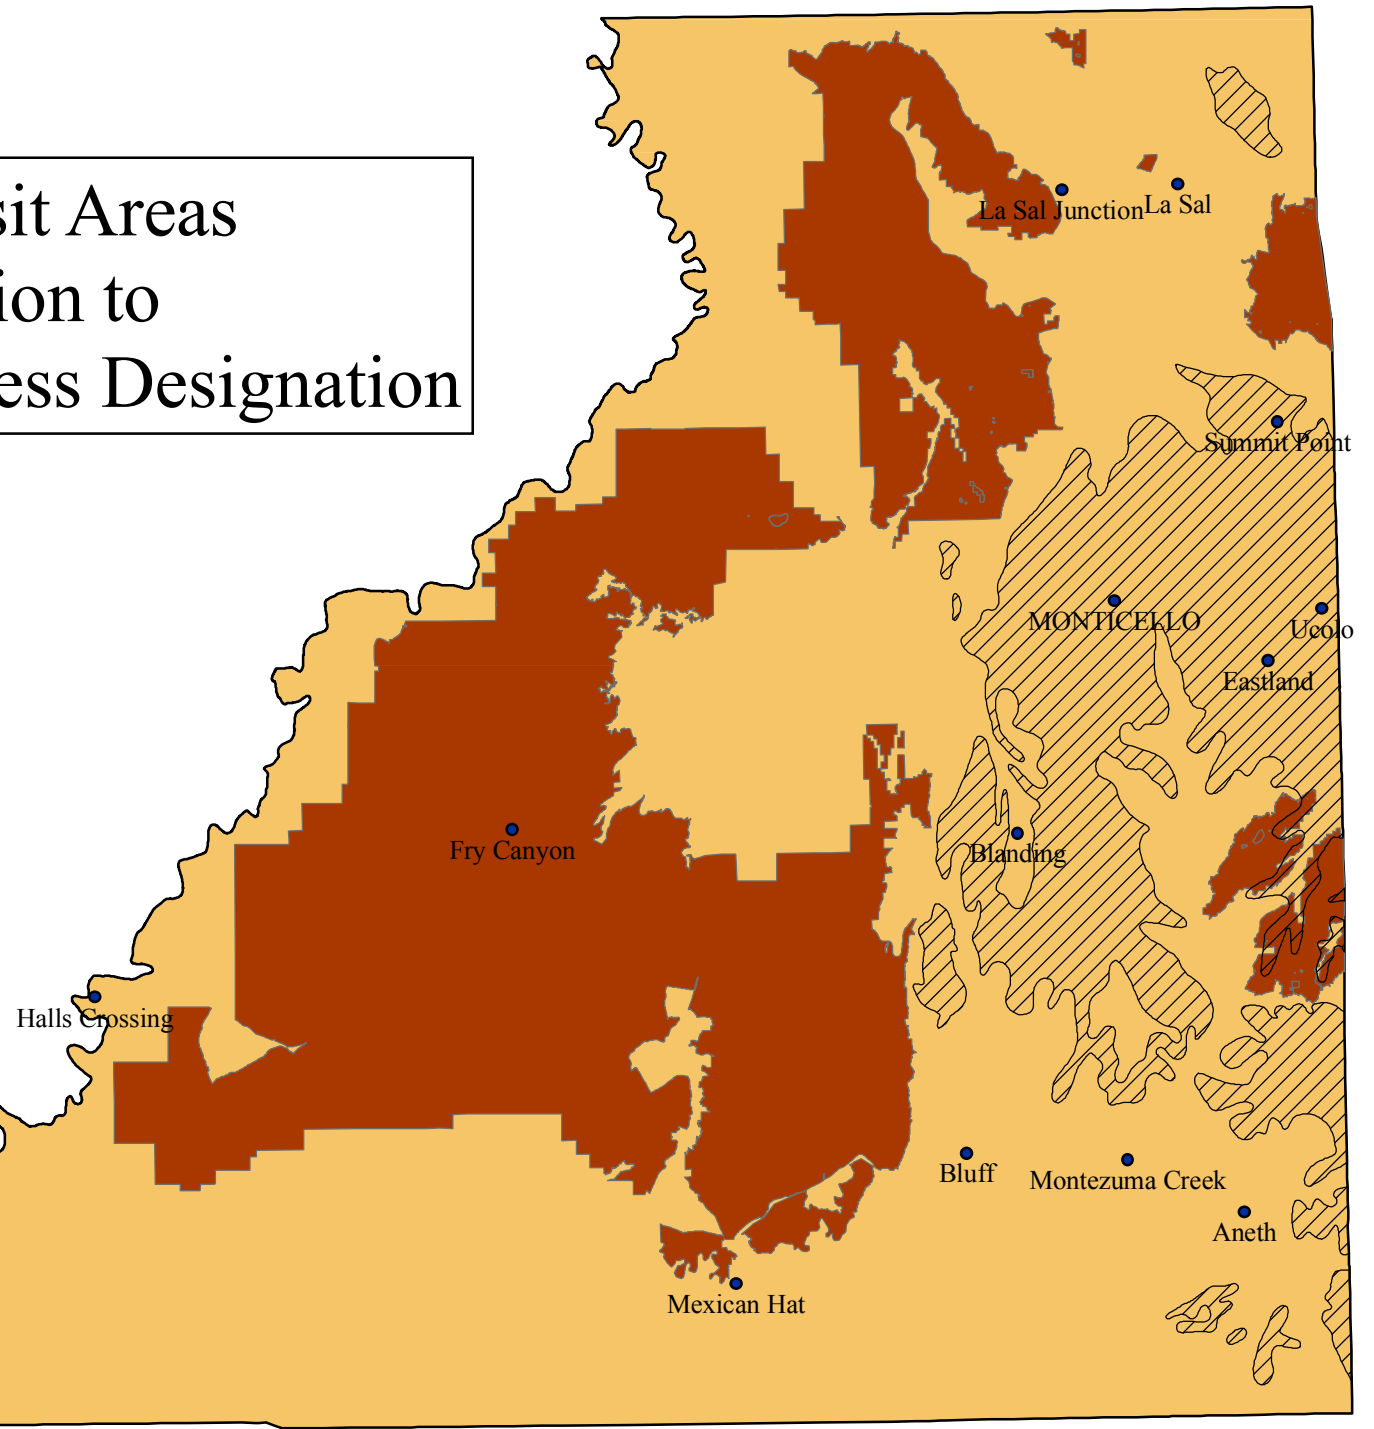 sit Areas
ion to
ess Designation
La Sal Junction
La Sal
Summit Point
MONTICELLO
Ucolo
Eastland
Fry Canyon
Blanding
Halls Crossing
Bluff
Montezuma Creek
Aneth
Mexican Hat